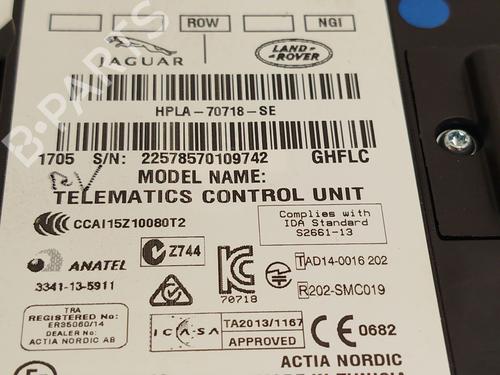 ROW NGI
JAGUAR
LAND-
ROVER
HPLA-70718-SE
1705 S/N: 22578570109742 GHFLC
MODEL NAME:
TELEMATICS CONTROL UNIT
CCAI15Z10080T2
Complies with
IDA Standard
S2661-13
Z744
ANATEL
3341-13-5911
70718
TAD14-0016 202
R202-SMC019
TRA
REGISTERED No:
ER35060/14
DEALER No:
ACTIA NORDIC AB
ICASA
TA2013/1167
APPROVED
CE 0682
ACTIA NORDIC
B-PARTS